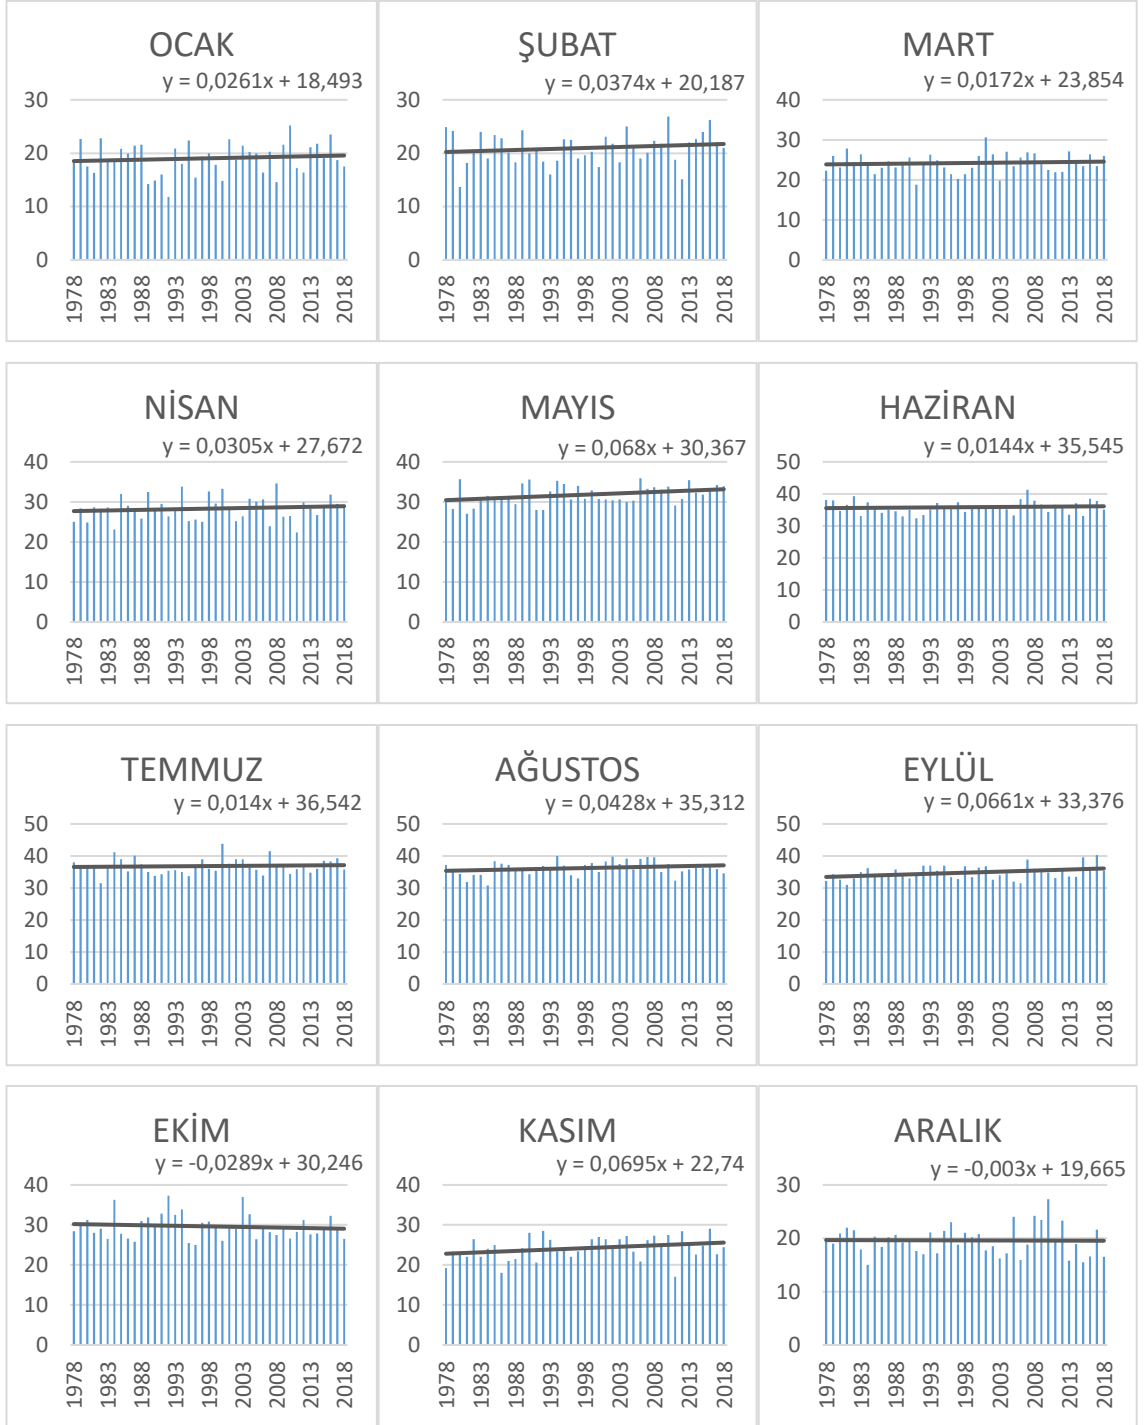 OCAK
y = 0,0261x + 18,493
30
20
10
0
1978 1983 1988 1993 1998 2003 2008 2013 2018
ŞUBAT
y = 0,0374x + 20,187
30
20
10
0
1978 1983 1988 1993 1998 2003 2008 2013 2018
MART
y = 0,0172x + 23,854
40
30
20
10
0
1978 1983 1988 1993 1998 2003 2008 2013 2018
NİSAN
y = 0,0305x + 27,672
40
30
20
10
0
1978 1983 1988 1993 1998 2003 2008 2013 2018
MAYIS
y = 0,068x + 30,367
40
30
20
10
0
1978 1983 1988 1993 1998 2003 2008 2013 2018
HAZİRAN
y = 0,0144x + 35,545
50
40
30
20
10
0
1978 1983 1988 1993 1998 2003 2008 2013 2018
TEMMUZ
y = 0,014x + 36,542
50
40
30
20
10
0
1978 1983 1988 1993 1998 2003 2008 2013 2018
AĞUSTOS
y = 0,0428x + 35,312
50
40
30
20
10
0
1978 1983 1988 1993 1998 2003 2008 2013 2018
EYLÜL
y = 0,0661x + 33,376
50
40
30
20
10
0
1978 1983 1988 1993 1998 2003 2008 2013 2018
EKİM
y = -0,0289x + 30,246
40
30
20
10
0
1978 1983 1988 1993 1998 2003 2008 2013 2018
KASIM
y = 0,0695x + 22,74
40
30
20
10
0
1978 1983 1988 1993 1998 2003 2008 2013 2018
ARALIK
y = -0,003x + 19,665
30
20
10
0
1978 1983 1988 1993 1998 2003 2008 2013 2018